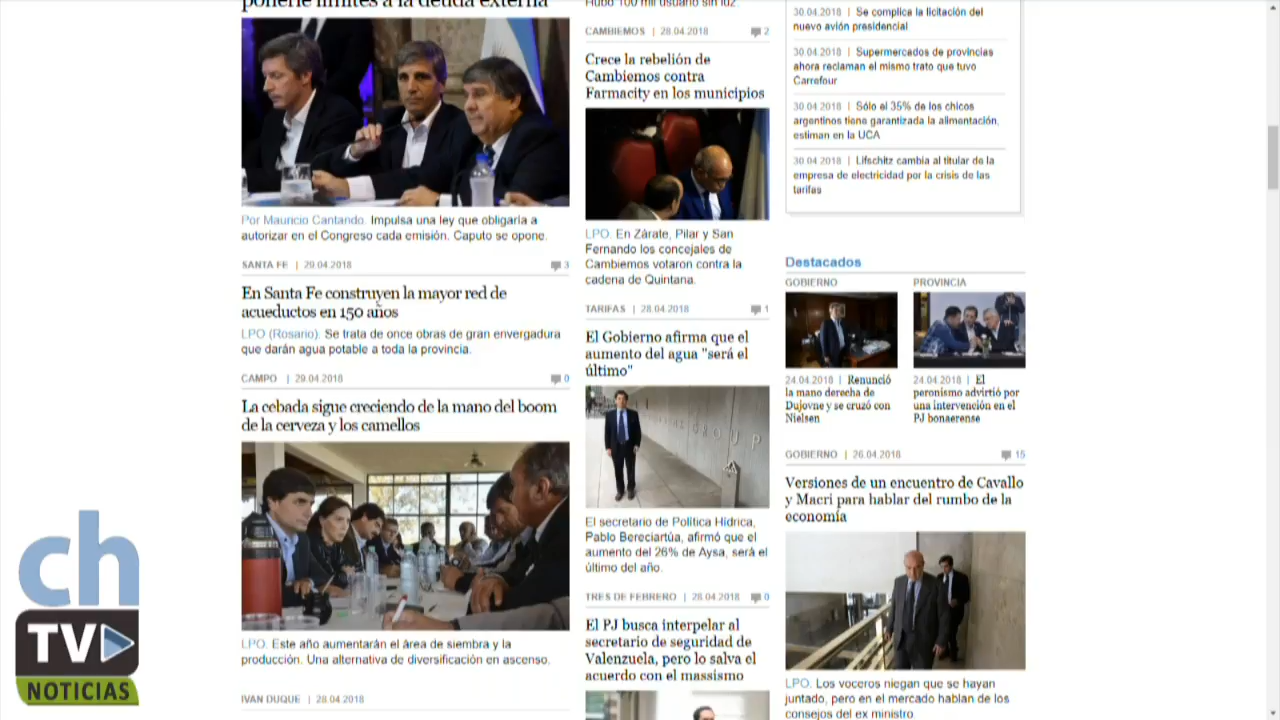 ponerle límites a la deuda externa
Por Mauricio Cantando. Impulsa una ley que obligaría a
autorizar en el Congreso cada emisión. Caputo se opone.
SANTA FE | 29.04.2018 3
En Santa Fe construyen la mayor red de
acueductos en 150 años
LPO (Rosario). Se trata de once obras de gran envergadura
que darán agua potable a toda la provincia.
CAMPO | 29.04.2018 0
La cebada sigue creciendo de la mano del boom
de la cerveza y los camellos
LPO. Este año aumentarán el área de siembra y la
producción. Una alternativa de diversificación en ascenso.
IVAN DUQUE | 28.04.2018
Hubo 100 mil usuario sin luz.
CAMBIEMOS | 28.04.2018 2
Crece la rebelión de
Cambiemos contra
Farmacity en los municipios
LPO. En Zárate, Pilar y San
Fernando los concejales de
Cambiemos votaron contra la
cadena de Quintana.
TARIFAS | 28.04.2018 1
El Gobierno afirma que el
aumento del agua "será el
último"
GROUP
El secretario de Política Hídrica,
Pablo Bereciartúa, afirmó que el
aumento del 26% de Aysa, será el
último del año.
TRES DE FEBRERO | 28.04.2018 0
El PJ busca interpelar al
secretario de seguridad de
Valenzuela, pero lo salva el
acuerdo con el massismo
30.04.2018 | Se complica la licitación del
nuevo avión presidencial
30.04.2018 | Supermercados de provincias
ahora reclaman el mismo trato que tuvo
Carrefour
30.04.2018 | Sólo el 35% de los chicos
argentinos tiene garantizada la alimentación,
estiman en la UCA
30.04.2018 | Lifschitz cambia al titular de la
empresa de electricidad por la crisis de las
tarifas
Destacados
GOBIERNO
24.04.2018 | Renunció
la mano derecha de
Dujovne y se cruzó con
Nielsen
PROVINCIA
24.04.2018 | El
peronismo advirtió por
una intervención en el
PJ bonaerense
GOBIERNO | 26.04.2018 15
Versiones de un encuentro de Cavallo
y Macri para hablar del rumbo de la
economía
LPO. Los voceros niegan que se hayan
juntado, pero en el mercado hablan de los
consejos del ex ministro
ch
TV
NOTICIAS